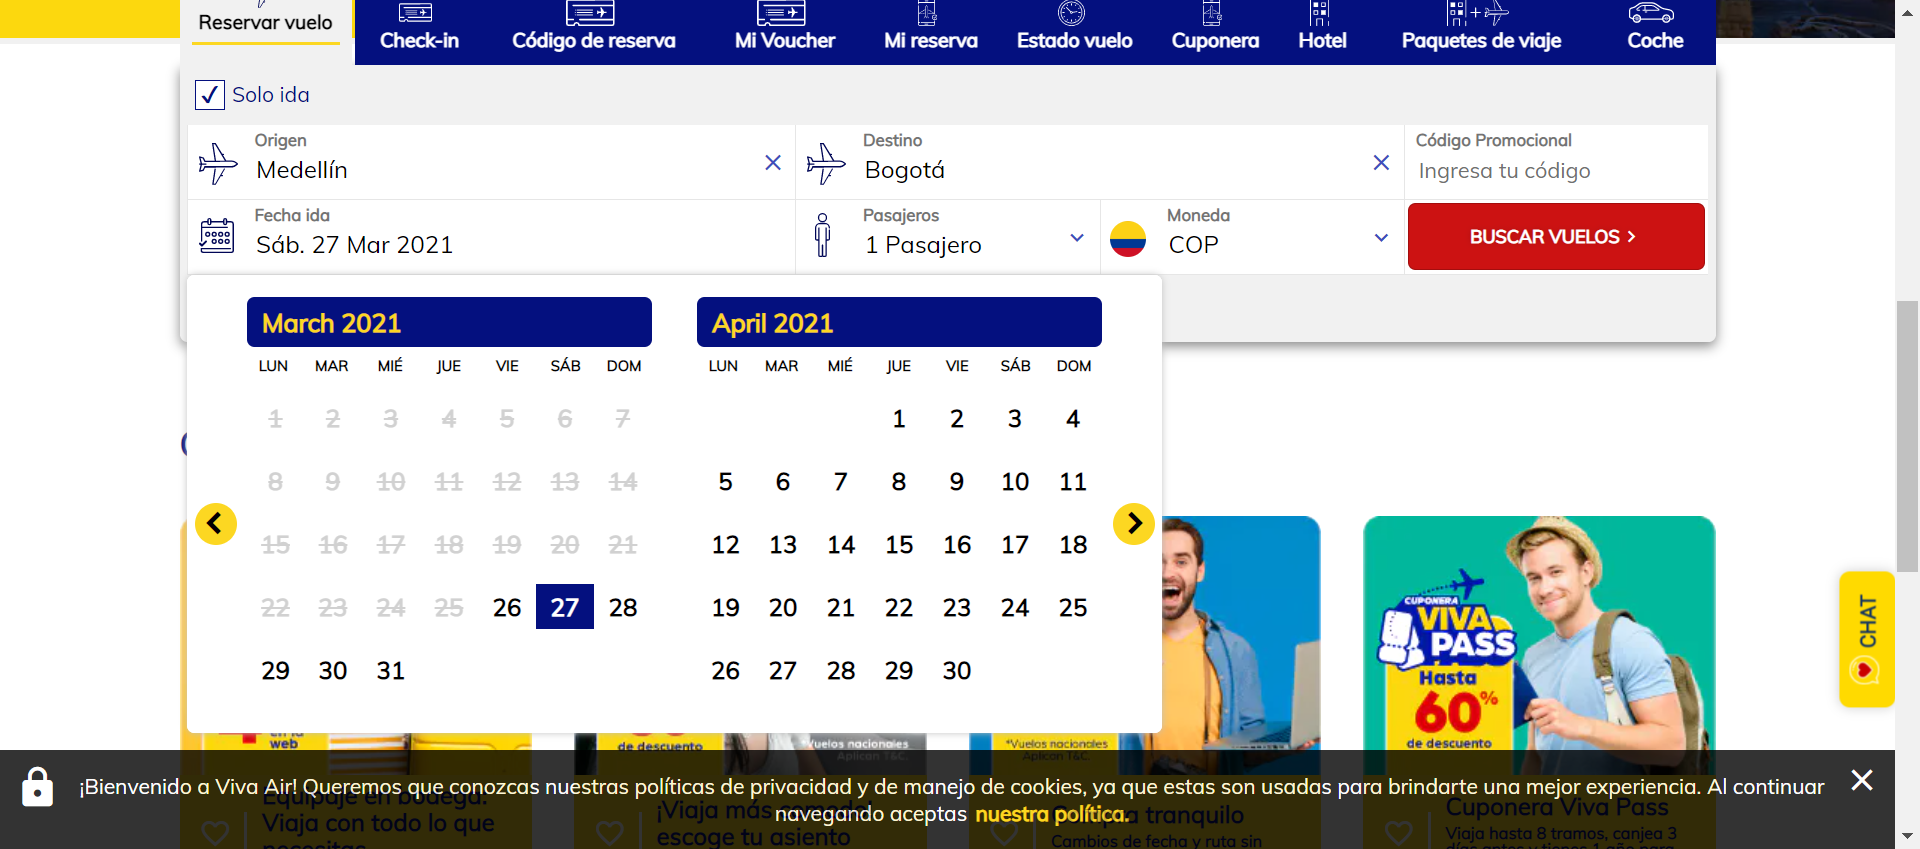 Reservar vuelo
Check-in
Código de reserva
Mi Voucher
Mi reserva
Estado vuelo
Cuponera
Hotel
Paquetes de viaje
Coche
Solo ida
Origen
Medellín
Destino
Bogotá
Código Promocional
Ingresa tu código
Fecha ida
Sáb. 27 Mar 2021
Pasajeros
1 Pasajero
Moneda
COP
BUSCAR VUELOS
March 2021
LUN MAR MIÉ JUE VIE SÁB DOM
1 2 3 4 5 6 7
8 9 10 11 12 13 14
15 16 17 18 19 20 21
22 23 24 25 26 27 28
29 30 31
April 2021
LUN MAR MIÉ JUE VIE SÁB DOM
1 2 3 4
5 6 7 8 9 10 11
12 13 14 15 16 17 18
19 20 21 22 23 24 25
26 27 28 29 30
CUPONERA
VIVA
PASS
Hasta
60%
de descuento
CHAT
en la
web
de descuento
*Vuelos nacionales
Aplican T&C.
*Vuelos nacionales
Aplican T&C.
¡Bienvenido a Viva Air! Queremos que conozcas nuestras políticas de privacidad y de manejo de cookies, ya que estas son usadas para brindarte una mejor experiencia. Al continuar
navegando aceptas nuestra política.
Equipaje en bodega:
Viaja con todo lo que
necesitas
¡Viaja más comodo!
escoge tu asiento
tranquilo
Cambios de fecha y ruta sin
Cuponera Viva Pass
Viaja hasta 8 tramos, canjea 3